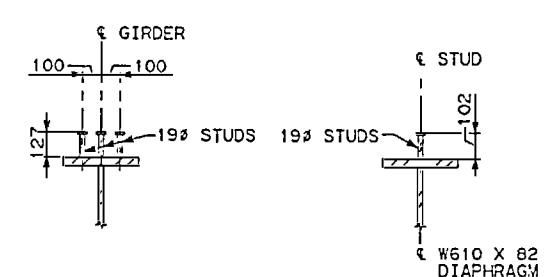 ℄ GIRDER
100 100
127
19ø STUDS
℄ STUD
102
19ø STUDS
℄ W610 X 82
DIAPHRAGM